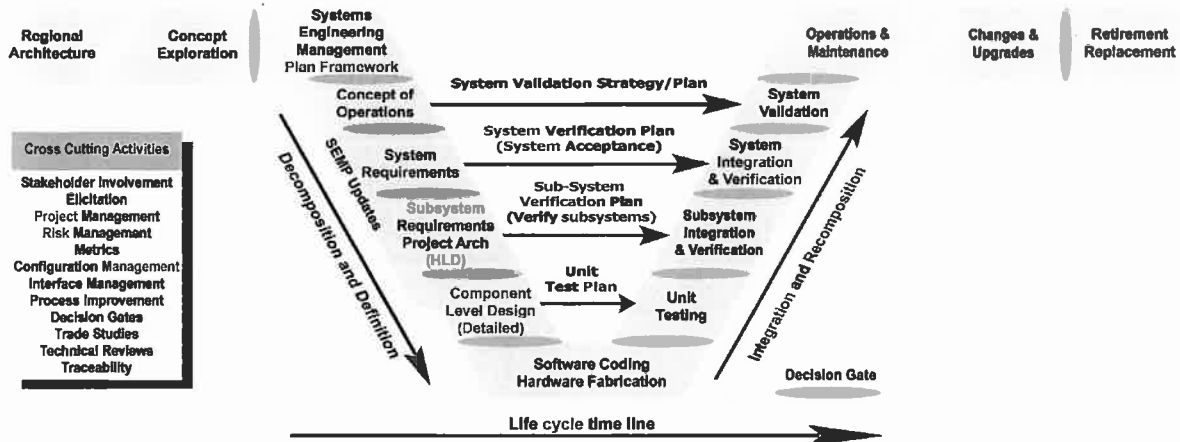 Regional
Architecture
Concept
Exploration
Systems
Engineering
Management
Plan Framework
Operations &
Maintenance
Changes &
Upgrades
Retirement
Replacement
Concept of
Operations
System Validation Strategy/Plan
System
Validation
System
Requirements
System Verification Plan
(System Acceptance)
System
Integration
& Verification
Subsystem
Requirements
Project Arch
(HLD)
Sub-System
Verification Plan
(Verify subsystems)
Subsystem
Integration
& Verification
Component
Level Design
(Detailed)
Unit
Test Plan
Unit
Testing
Software Coding
Hardware Fabrication
SEMP Updates
Decomposition and Definition
Integration and Recomposition
Cross Cutting Activities
Stakeholder Involvement
Elicitation
Project Management
Risk Management
Metrics
Configuration Management
Interface Management
Process Improvement
Decision Gates
Trade Studies
Technical Reviews
Traceability
Decision Gate
Life cycle time line